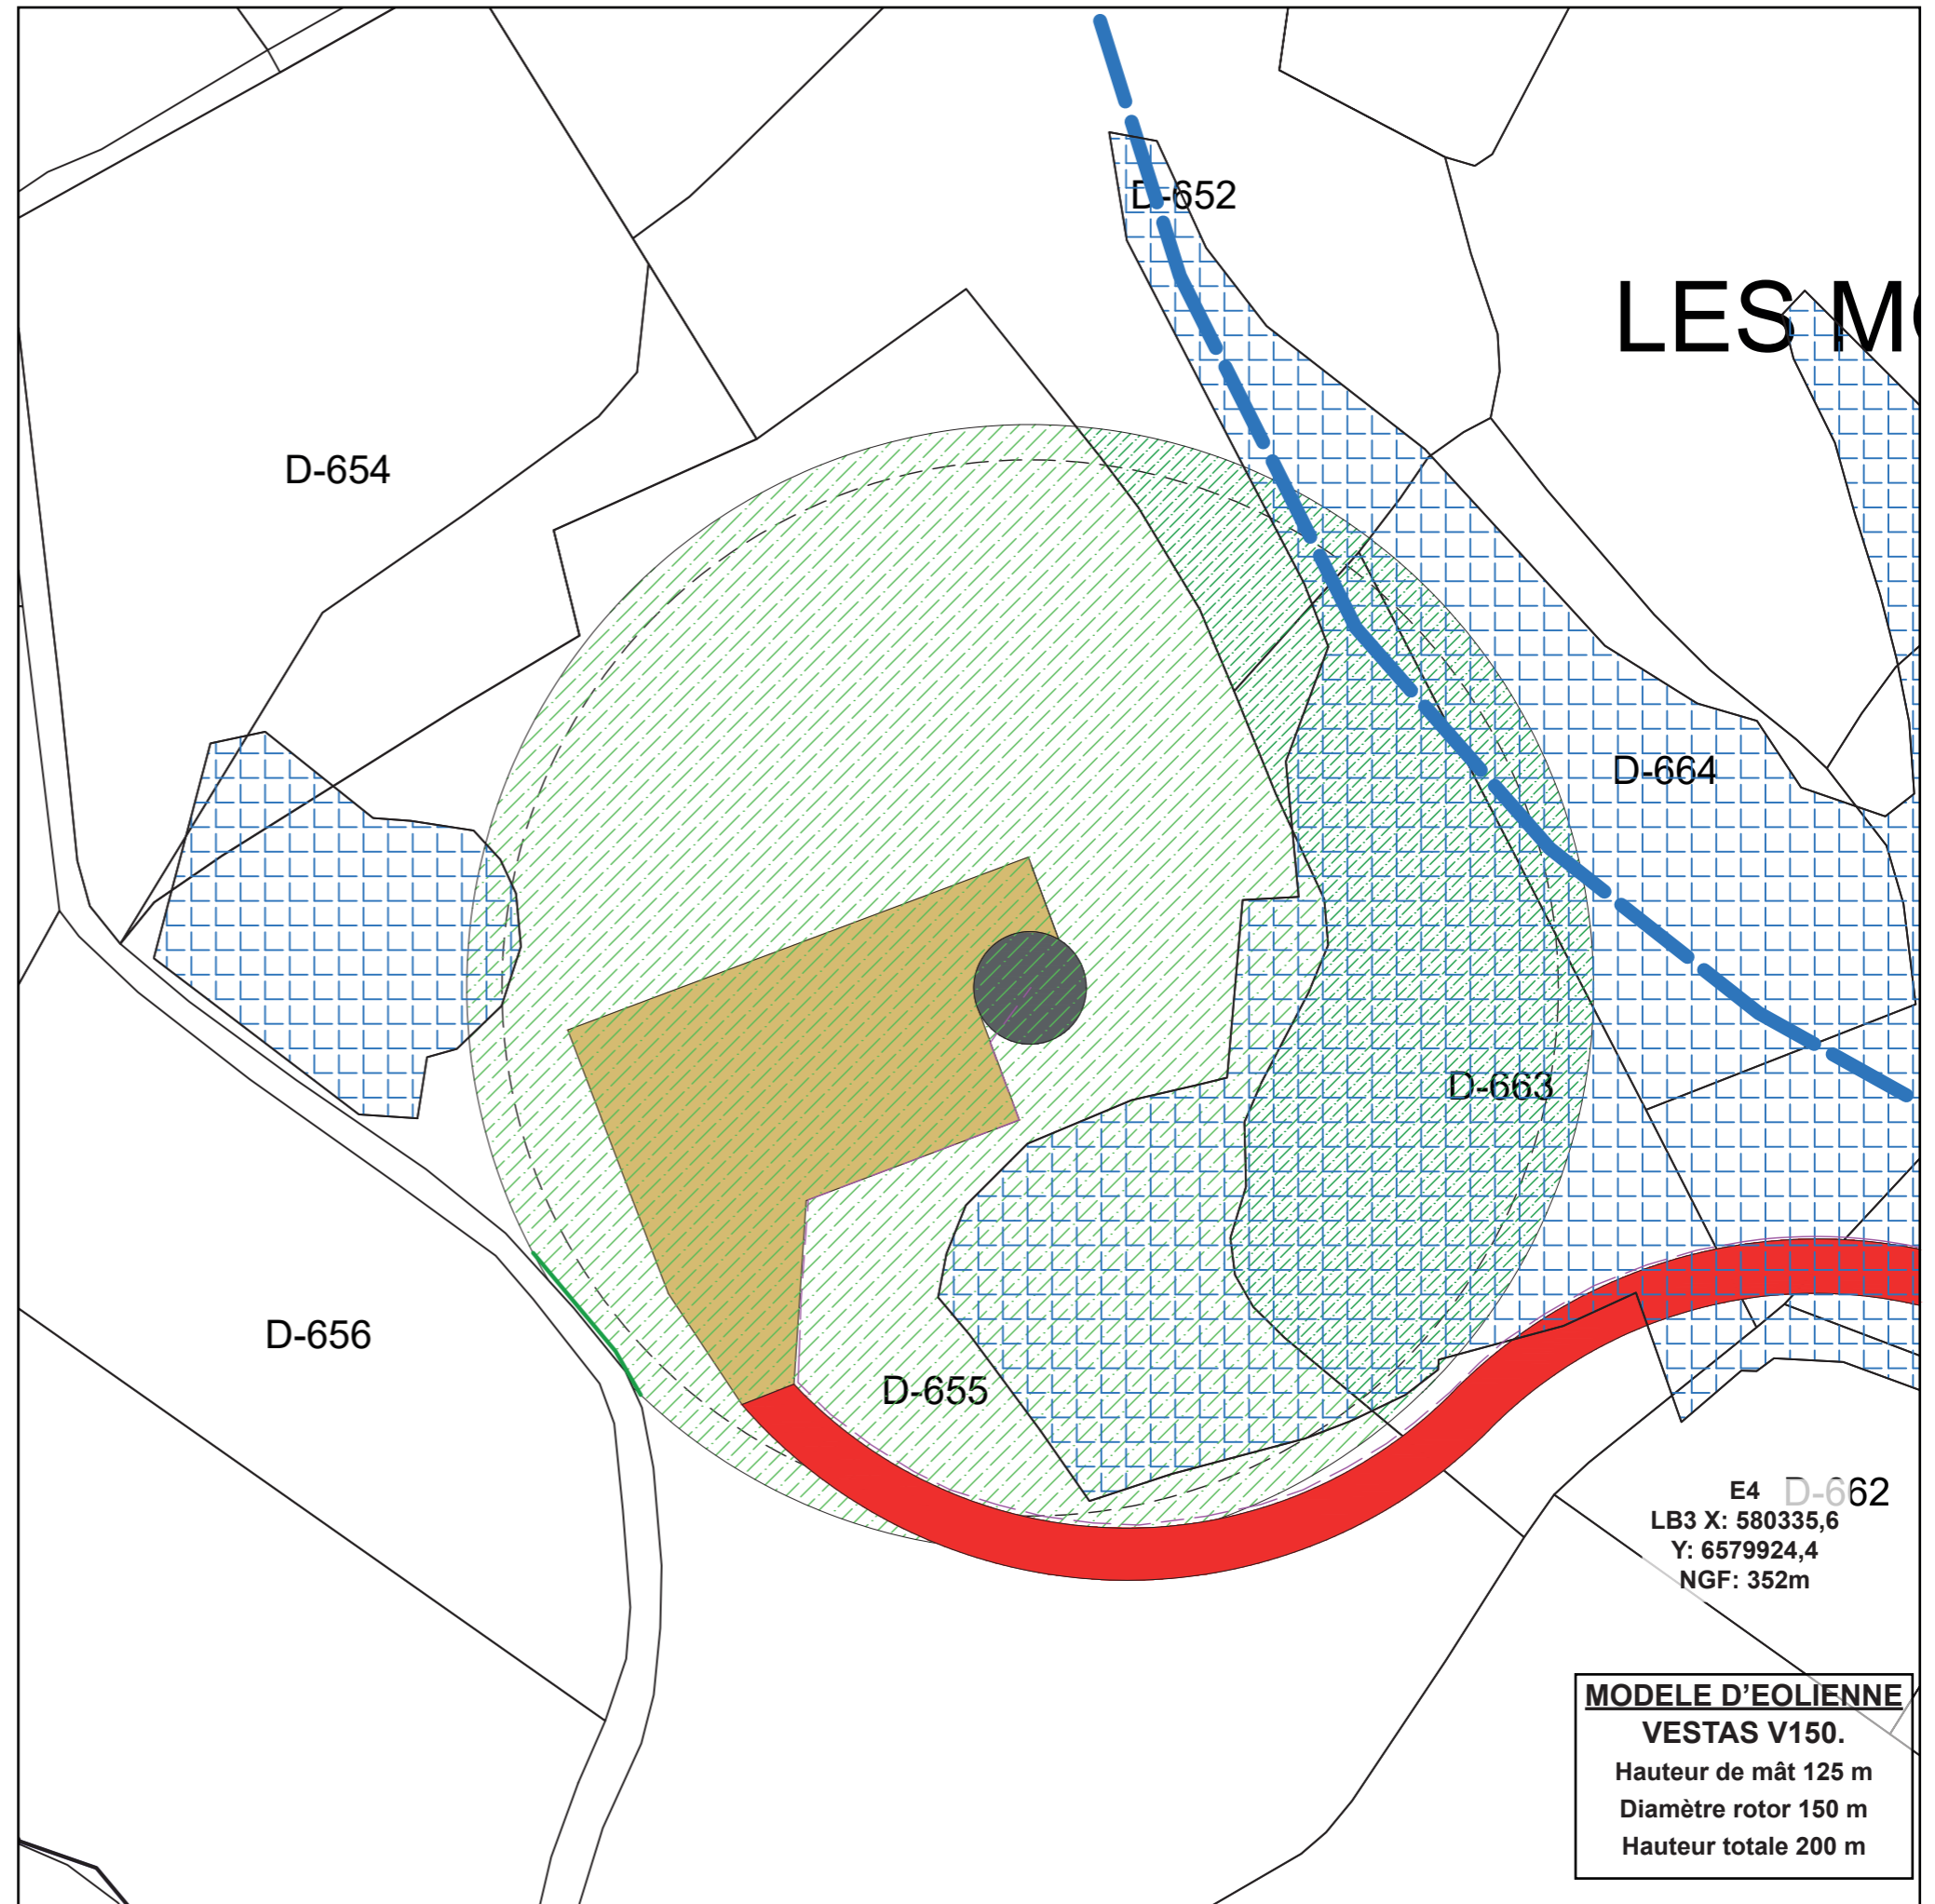 D-652
LES M
D-654
D-664
D-663
D-656
D-655
E4 D-662
LB3 X: 580335,6
Y: 6579924,4
NGF: 352m
MODELE D'EOLIENNE
VESTAS V150.
Hauteur de mât 125 m
Diamètre rotor 150 m
Hauteur totale 200 m